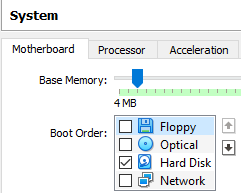 System
Motherboard Processor Acceleration
Base Memory:
4 MB
Boot Order: Floppy
Optical
Hard Disk
Network